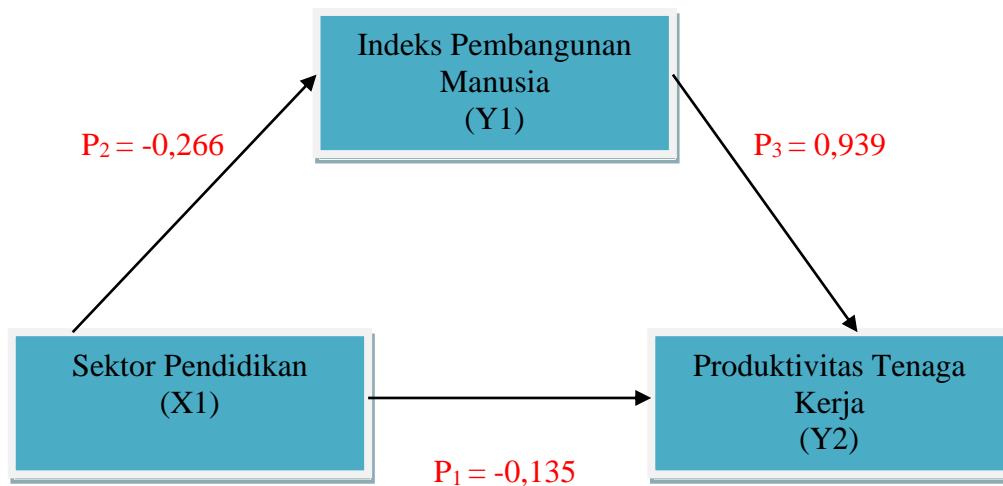 Indeks Pembangunan
Manusia
(Y1)
P₂ = -0,266
P₃ = 0,939
Sektor Pendidikan
(X1)
Produktivitas Tenaga
Kerja
(Y2)
P₁ = -0,135